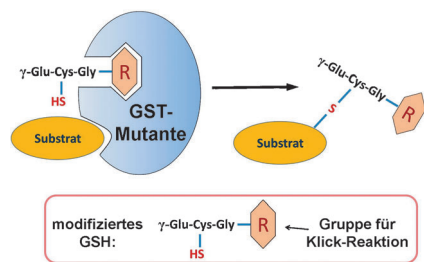 γ-Glu-Cys-Gly
R
HS
GST-
Mutante
Substrat
γ-Glu-Cys-Gly
S
R
Substrat
modifiziertes
GSH:
γ-Glu-Cys-Gly
R
HS
Gruppe für
Klick-Reaktion